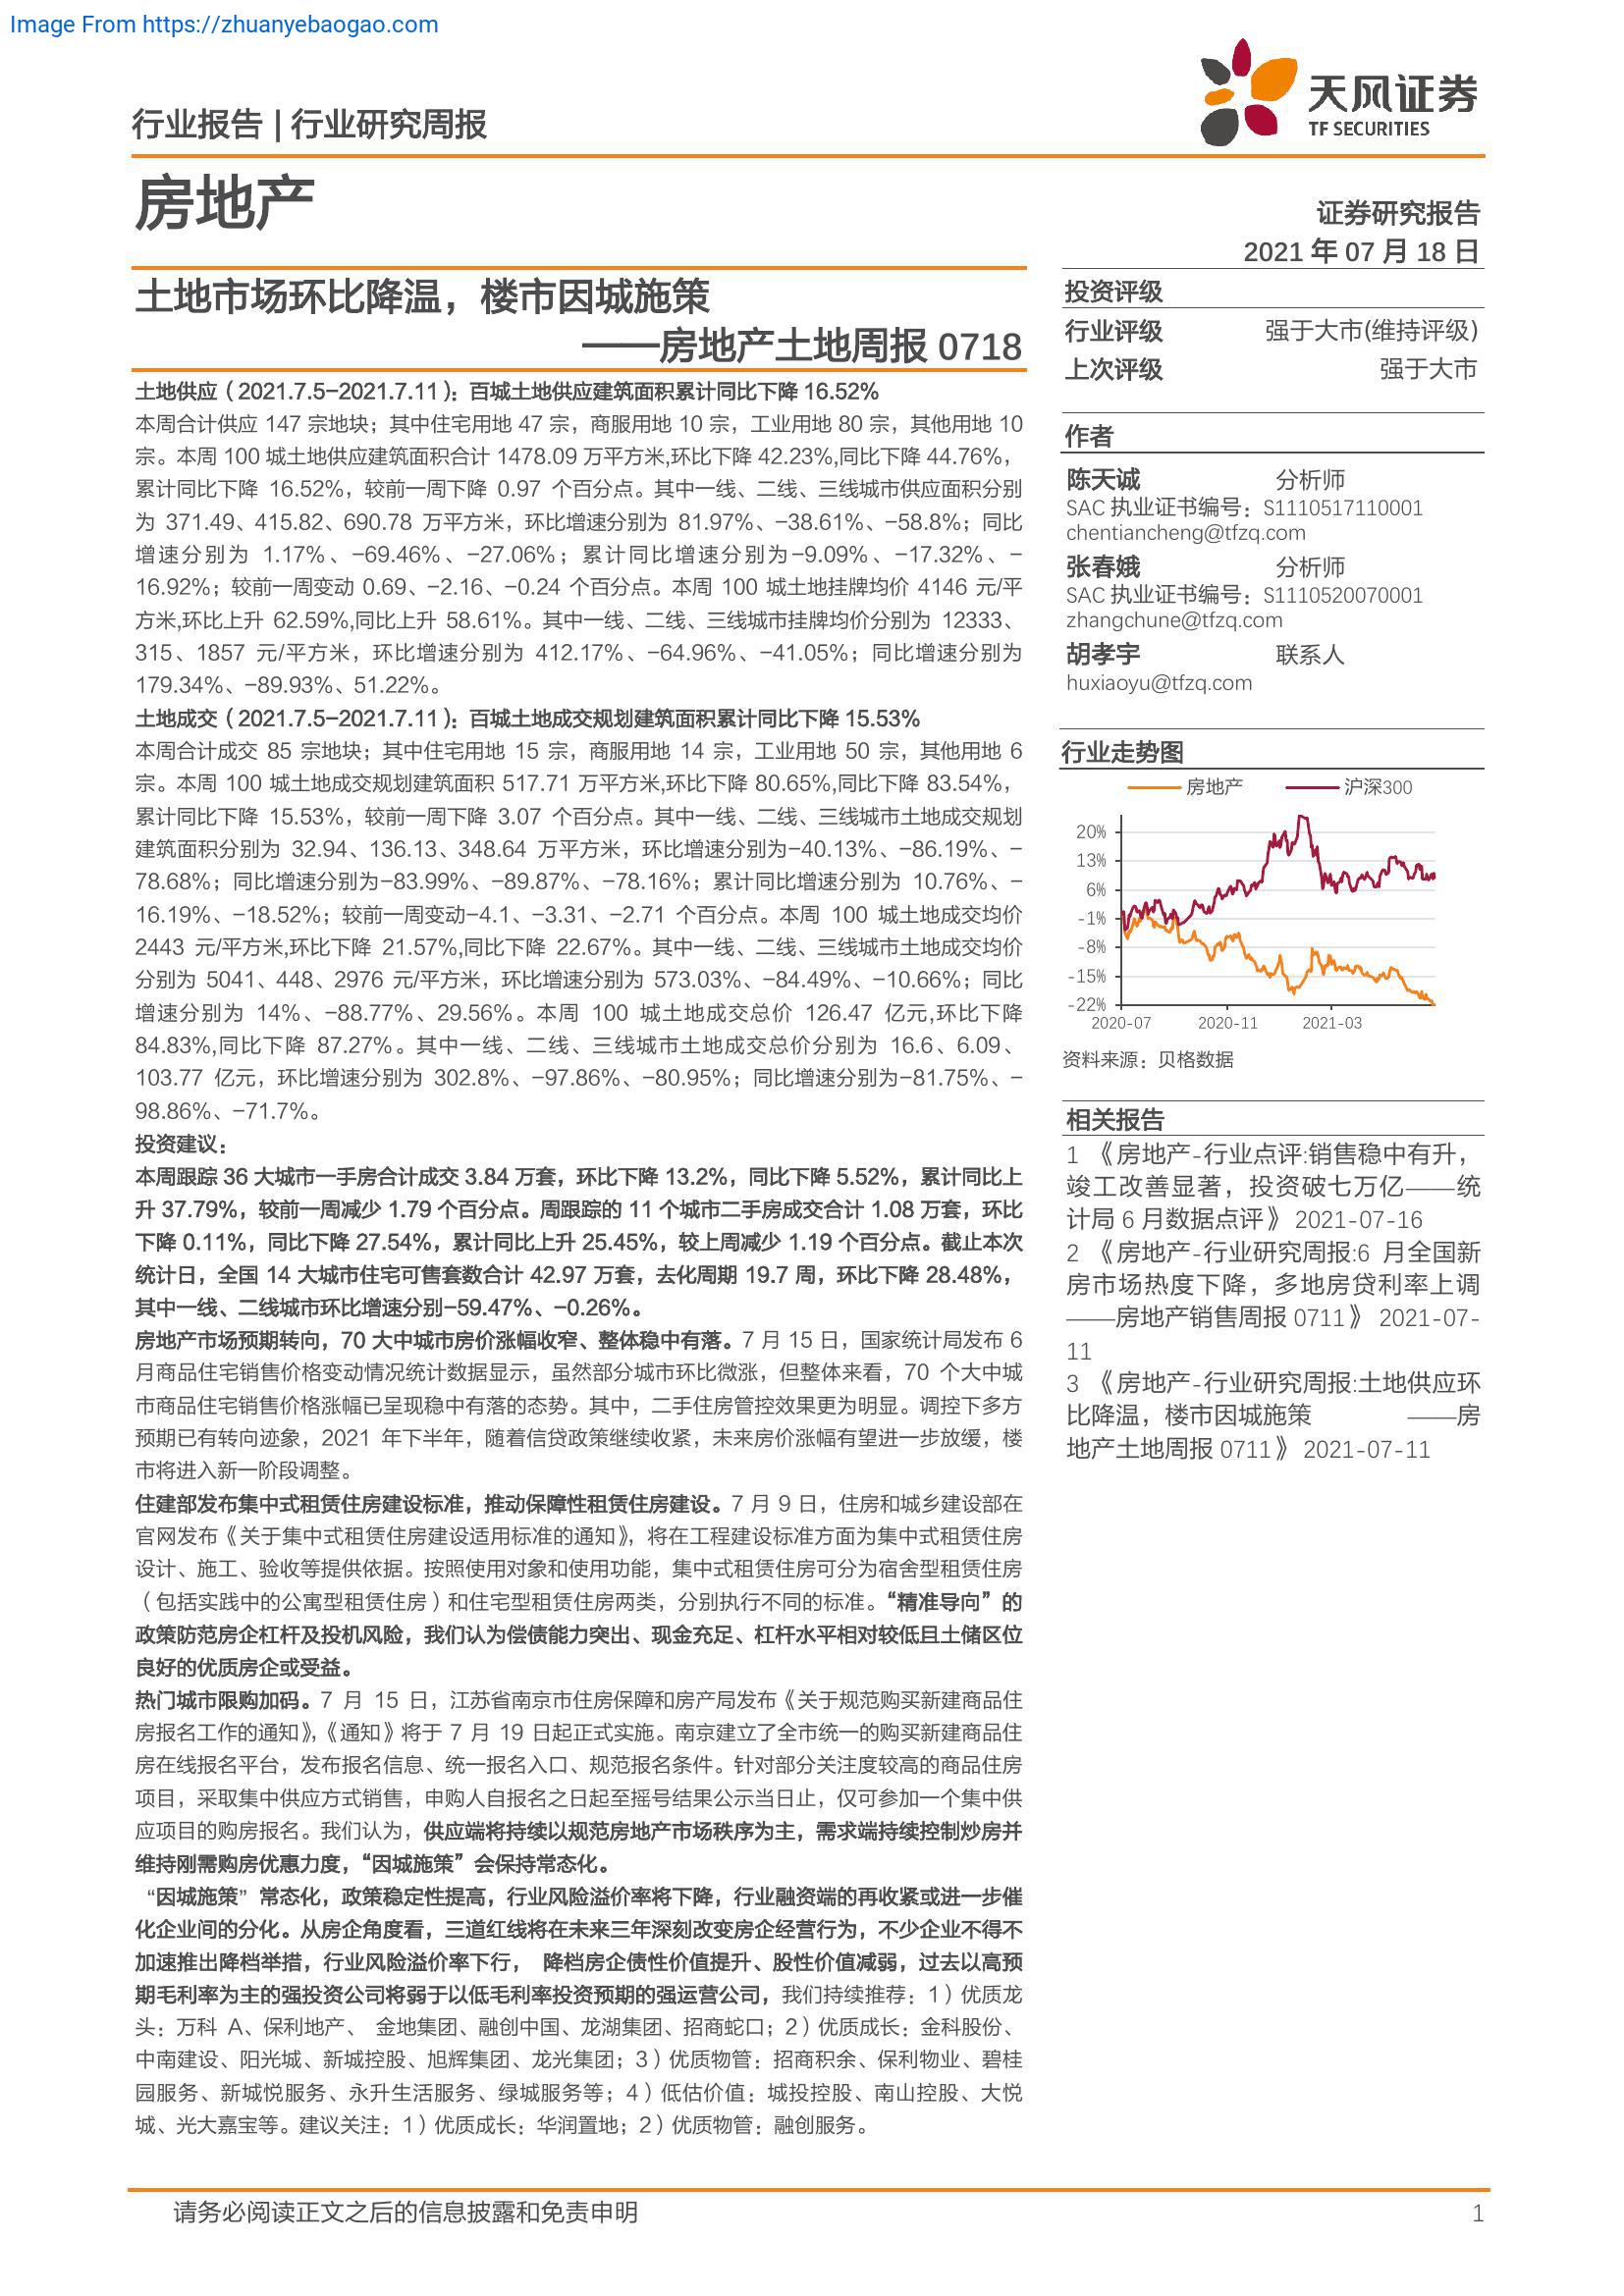 Image From https://zhuanyebaogao.com
天风证券
TF SECURITIES
行业报告 | 行业研究周报
房地产
证券研究报告
2021 年 07 月 18 日
土地市场环比降温，楼市因城施策
——房地产土地周报 0718
土地供应（2021.7.5-2021.7.11）：百城土地供应建筑面积累计同比下降 16.52%
本周合计供应 147 宗地块；其中住宅用地 47 宗，商服用地 10 宗，工业用地 80 宗，其他用地 10
宗。本周 100 城土地供应建筑面积合计 1478.09 万平方米,环比下降 42.23%,同比下降 44.76%，
累计同比下降 16.52%，较前一周下降 0.97 个百分点。其中一线、二线、三线城市供应面积分别
为 371.49、415.82、690.78 万平方米，环比增速分别为 81.97%、-38.61%、-58.8%；同比
增速分别为 1.17%、-69.46%、-27.06%；累计同比增速分别为-9.09%、-17.32%、-
16.92%；较前一周变动 0.69、-2.16、-0.24 个百分点。本周 100 城土地挂牌均价 4146 元/平
方米,环比上升 62.59%,同比上升 58.61%。其中一线、二线、三线城市挂牌均价分别为 12333、
315、1857 元/平方米，环比增速分别为 412.17%、-64.96%、-41.05%；同比增速分别为
179.34%、-89.93%、51.22%。
土地成交（2021.7.5-2021.7.11）：百城土地成交规划建筑面积累计同比下降 15.53%
本周合计成交 85 宗地块；其中住宅用地 15 宗，商服用地 14 宗，工业用地 50 宗，其他用地 6
宗。本周 100 城土地成交规划建筑面积 517.71 万平方米,环比下降 80.65%,同比下降 83.54%，
累计同比下降 15.53%，较前一周下降 3.07 个百分点。其中一线、二线、三线城市土地成交规划
建筑面积分别为 32.94、136.13、348.64 万平方米，环比增速分别为-40.13%、-86.19%、-
78.68%；同比增速分别为-83.99%、-89.87%、-78.16%；累计同比增速分别为 10.76%、-
16.19%、-18.52%；较前一周变动-4.1、-3.31、-2.71 个百分点。本周 100 城土地成交均价
2443 元/平方米,环比下降 21.57%,同比下降 22.67%。其中一线、二线、三线城市土地成交均价
分别为 5041、448、2976 元/平方米，环比增速分别为 573.03%、-84.49%、-10.66%；同比
增速分别为 14%、-88.77%、29.56%。本周 100 城土地成交总价 126.47 亿元,环比下降
84.83%,同比下降 87.27%。其中一线、二线、三线城市土地成交总价分别为 16.6、6.09、
103.77 亿元，环比增速分别为 302.8%、-97.86%、-80.95%；同比增速分别为-81.75%、-
98.86%、-71.7%。
投资建议：
本周跟踪 36 大城市一手房合计成交 3.84 万套，环比下降 13.2%，同比下降 5.52%，累计同比上
升 37.79%，较前一周减少 1.79 个百分点。周跟踪的 11 个城市二手房成交合计 1.08 万套，环比
下降 0.11%，同比下降 27.54%，累计同比上升 25.45%，较上周减少 1.19 个百分点。截止本次
统计日，全国 14 大城市住宅可售套数合计 42.97 万套，去化周期 19.7 周，环比下降 28.48%，
其中一线、二线城市环比增速分别-59.47%、-0.26%。
房地产市场预期转向，70 大中城市房价涨幅收窄、整体稳中有落。7 月 15 日，国家统计局发布 6
月商品住宅销售价格变动情况统计数据显示，虽然部分城市环比微涨，但整体来看，70 个大中城
市商品住宅销售价格涨幅已呈现稳中有落的态势。其中，二手住房管控效果更为明显。调控下多方
预期已有转向迹象，2021 年下半年，随着信贷政策继续收紧，未来房价涨幅有望进一步放缓，楼
市将进入新一阶段调整。
住建部发布集中式租赁住房建设标准，推动保障性租赁住房建设。7 月 9 日，住房和城乡建设部在
官网发布《关于集中式租赁住房建设适用标准的通知》，将在工程建设标准方面为集中式租赁住房
设计、施工、验收等提供依据。按照使用对象和使用功能，集中式租赁住房可分为宿舍型租赁住房
（包括实践中的公寓型租赁住房）和住宅型租赁住房两类，分别执行不同的标准。“精准导向”的
政策防范房企杠杆及投机风险，我们认为偿债能力突出、现金充足、杠杆水平相对较低且土储区位
良好的优质房企或受益。
热门城市限购加码。7 月 15 日，江苏省南京市住房保障和房产局发布《关于规范购买新建商品住
房报名工作的通知》，《通知》将于 7 月 19 日起正式实施。南京建立了全市统一的购买新建商品住
房在线报名平台，发布报名信息、统一报名入口、规范报名条件。针对部分关注度较高的商品住房
项目，采取集中供应方式销售，申购人自报名之日起至摇号结果公示当日止，仅可参加一个集中供
应项目的购房报名。我们认为，供应端将持续以规范房地产市场秩序为主，需求端持续控制炒房并
维持刚需购房优惠力度，“因城施策”会保持常态化。
“因城施策”常态化，政策稳定性提高，行业风险溢价率将下降，行业融资端的再收紧或进一步催
化企业间的分化。从房企角度看，三道红线将在未来三年深刻改变房企经营行为，不少企业不得不
加速推出降档举措，行业风险溢价率下行， 降档房企债性价值提升、股性价值减弱，过去以高预
期毛利率为主的强投资公司将弱于以低毛利率投资预期的强运营公司，我们持续推荐：1）优质龙
头：万科 A、保利地产、 金地集团、融创中国、龙湖集团、招商蛇口；2）优质成长：金科股份、
中南建设、阳光城、新城控股、旭辉集团、龙光集团；3）优质物管：招商积余、保利物业、碧桂
园服务、新城悦服务、永升生活服务、绿城服务等；4）低估价值：城投控股、南山控股、大悦
城、光大嘉宝等。建议关注：1）优质成长：华润置地；2）优质物管：融创服务。
投资评级
行业评级 强于大市(维持评级)
上次评级 强于大市
作者
陈天诚 分析师
SAC 执业证书编号：S1110517110001
chentiancheng@tfzq.com
张春娥 分析师
SAC 执业证书编号：S1110520070001
zhangchune@tfzq.com
胡孝宇 联系人
huxiaoyu@tfzq.com
行业走势图
房地产 沪深300
20%
13%
6%
-1%
-8%
-15%
-22%
2020-07 2020-11 2021-03
资料来源：贝格数据
相关报告
1 《房地产-行业点评:销售稳中有升，
竣工改善显著，投资破七万亿——统
计局 6 月数据点评》 2021-07-16
2 《房地产-行业研究周报:6 月全国新
房市场热度下降，多地房贷利率上调
——房地产销售周报 0711》 2021-07-
11
3 《房地产-行业研究周报:土地供应环
比降温，楼市因城施策 ——房
地产土地周报 0711》 2021-07-11
请务必阅读正文之后的信息披露和免责申明 1